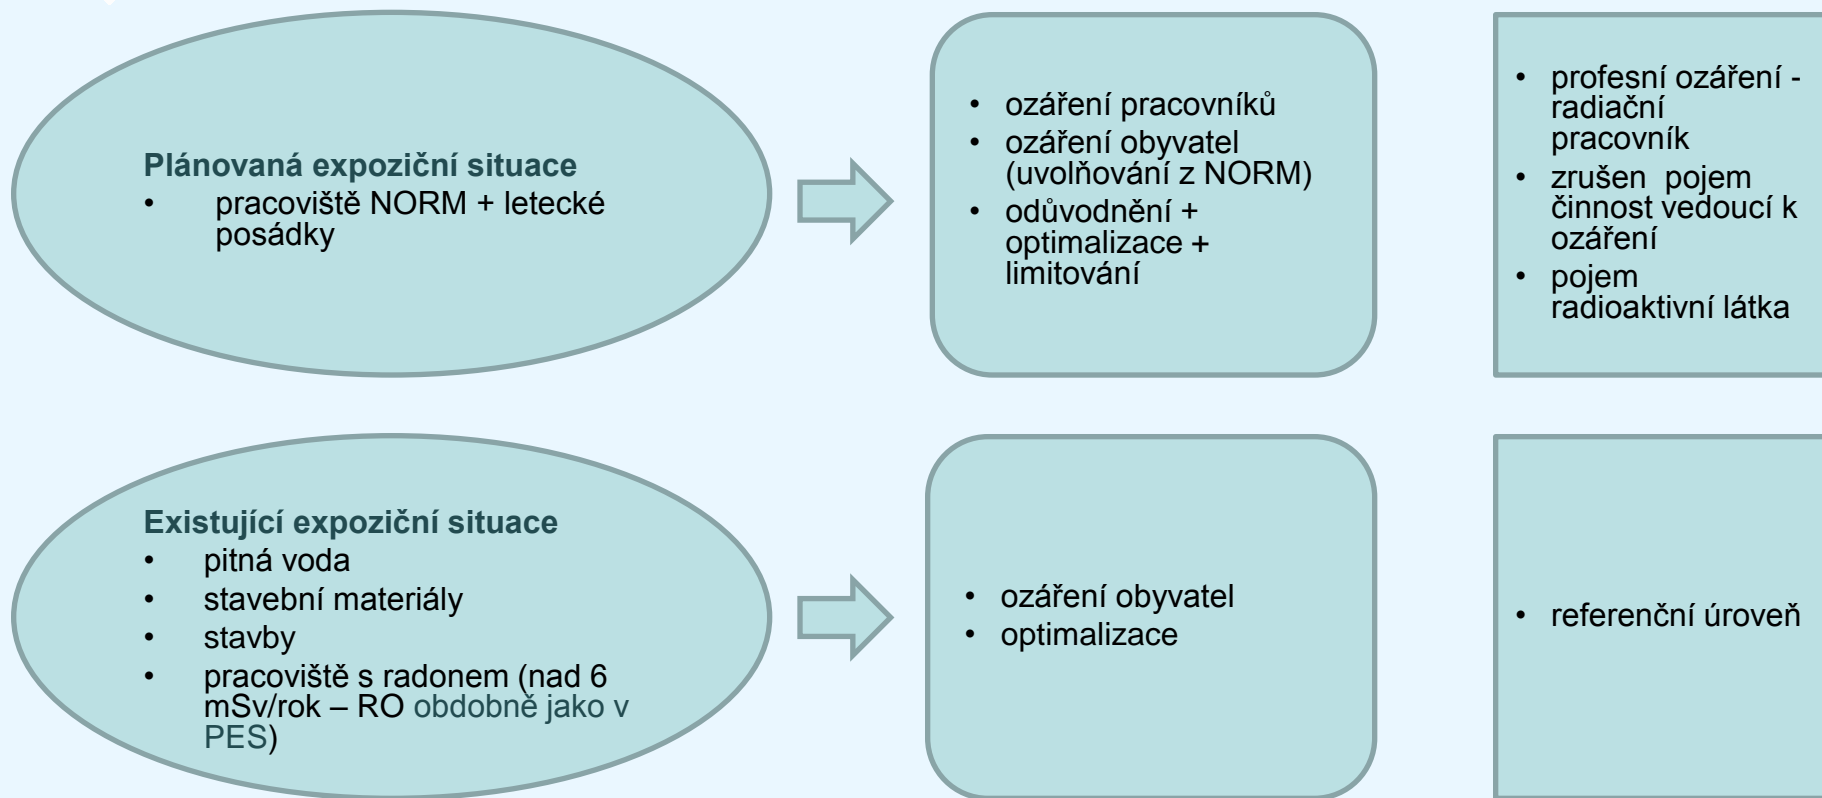 Plánovaná expoziční situace
• pracoviště NORM + letecké
posádky
• ozáření pracovníků
• ozáření obyvatel
(uvolňování z NORM)
• odůvodnění +
optimalizace +
limitování
• profesní ozáření -
radiační
pracovník
• zrušen pojem
činnost vedoucí k
ozáření
• pojem
radioaktivní látka
Existující expoziční situace
• pitná voda
• stavební materiály
• stavby
• pracoviště s radonem (nad 6
mSv/rok – RO obdobně jako v
PES)
• ozáření obyvatel
• optimalizace
• referenční úroveň